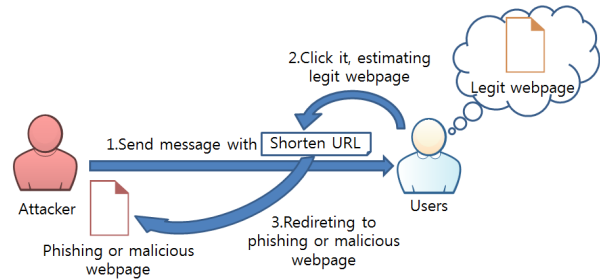 2.Click it, estimating
legit webpage
Legit webpage
1.Send message with
Shorten URL
Attacker
Users
3.Redireting to
phishing or malicious
webpage
Phishing or malicious
webpage